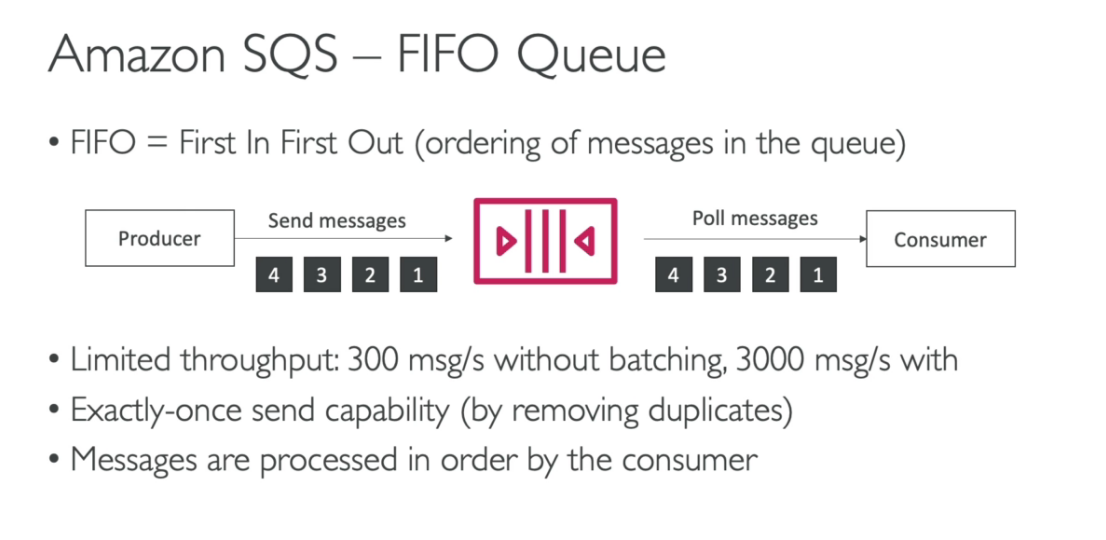 Amazon SQS – FIFO Queue
• FIFO = First In First Out (ordering of messages in the queue)
Producer
Send messages
4 3 2 1
Poll messages
4 3 2 1
Consumer
• Limited throughput: 300 msg/s without batching, 3000 msg/s with
• Exactly-once send capability (by removing duplicates)
• Messages are processed in order by the consumer